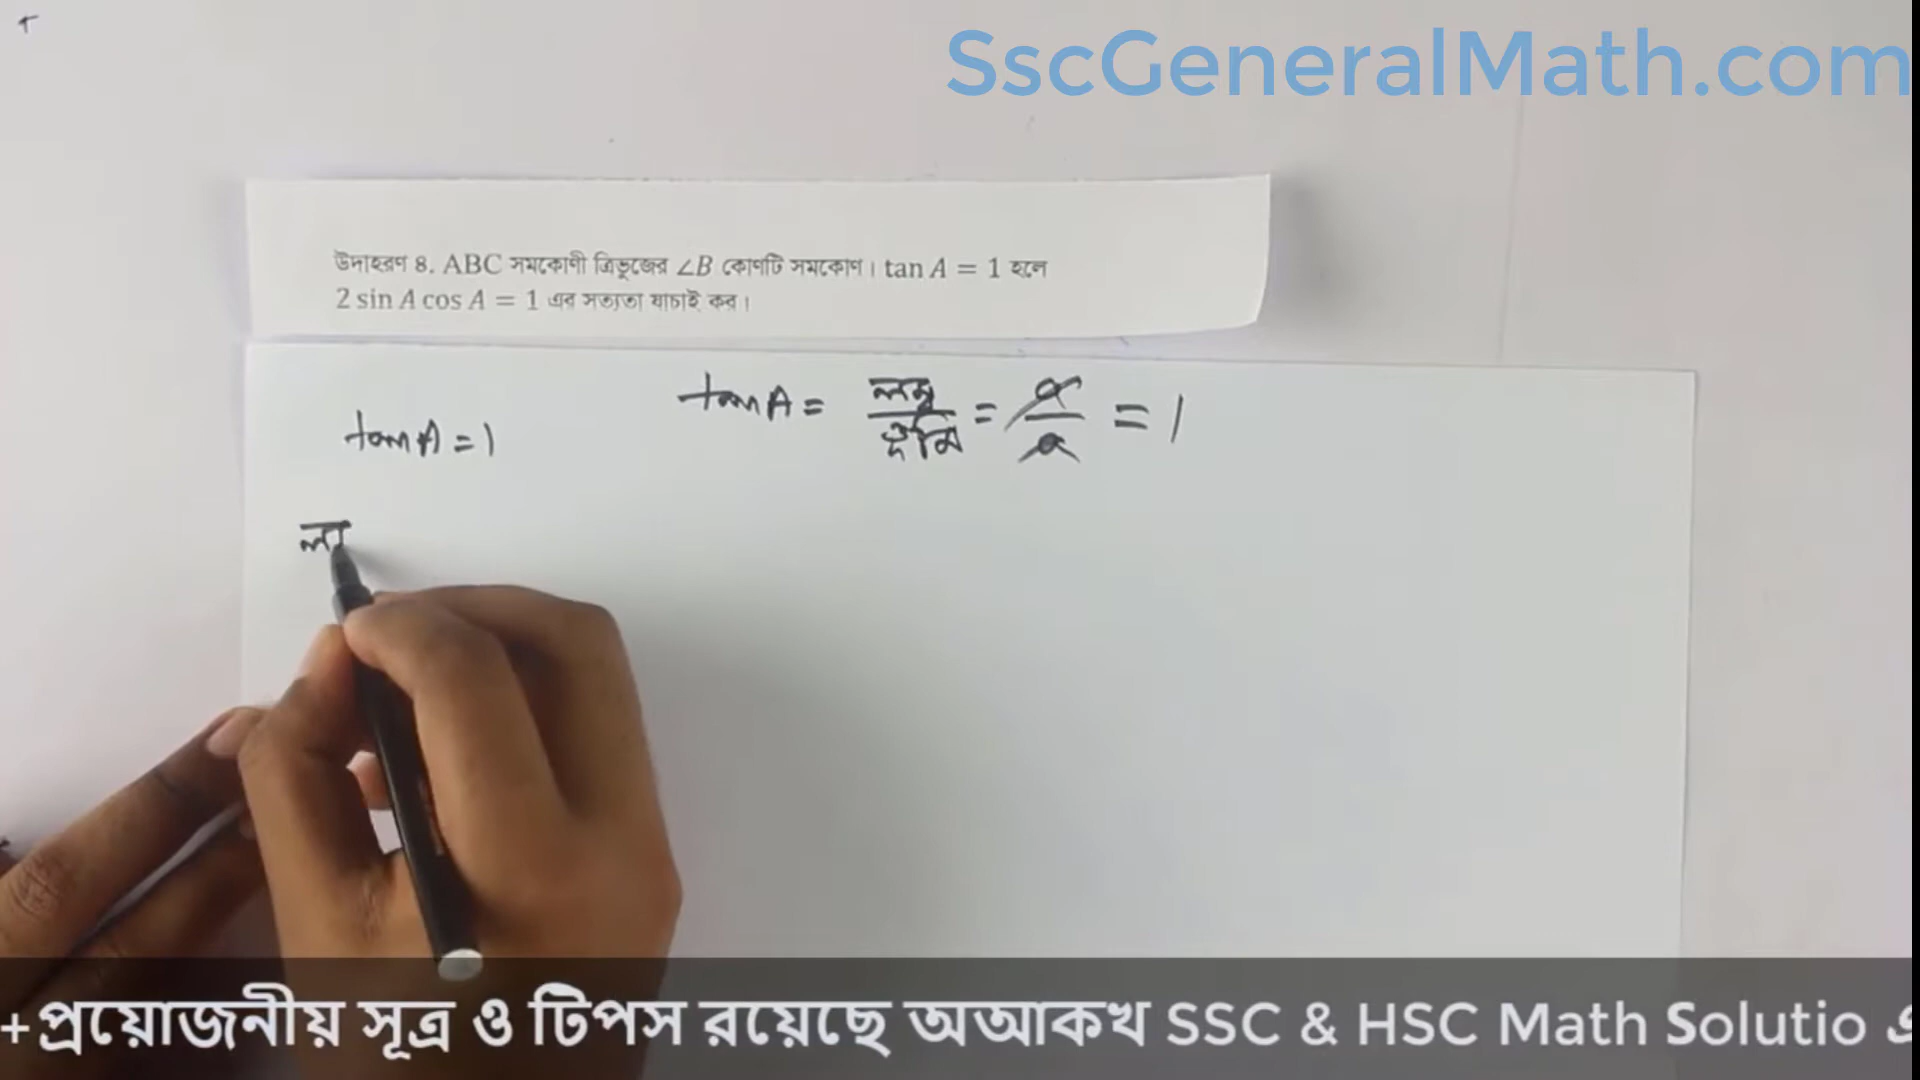 SscGeneralMath.com
উদাহরণ ৪. ABC সমকোণী ত্রিভুজের ∠B কোণটি সমকোণ। tan A = 1 হলে
2 sin A cos A = 1 এর সত্যতা যাচাই কর।
tanA = লম্ব/ভূমি = a/a = 1
tanA = 1
+প্রয়োজনীয় সূত্র ও টিপস রয়েছে অআকখ SSC & HSC Math Solutio